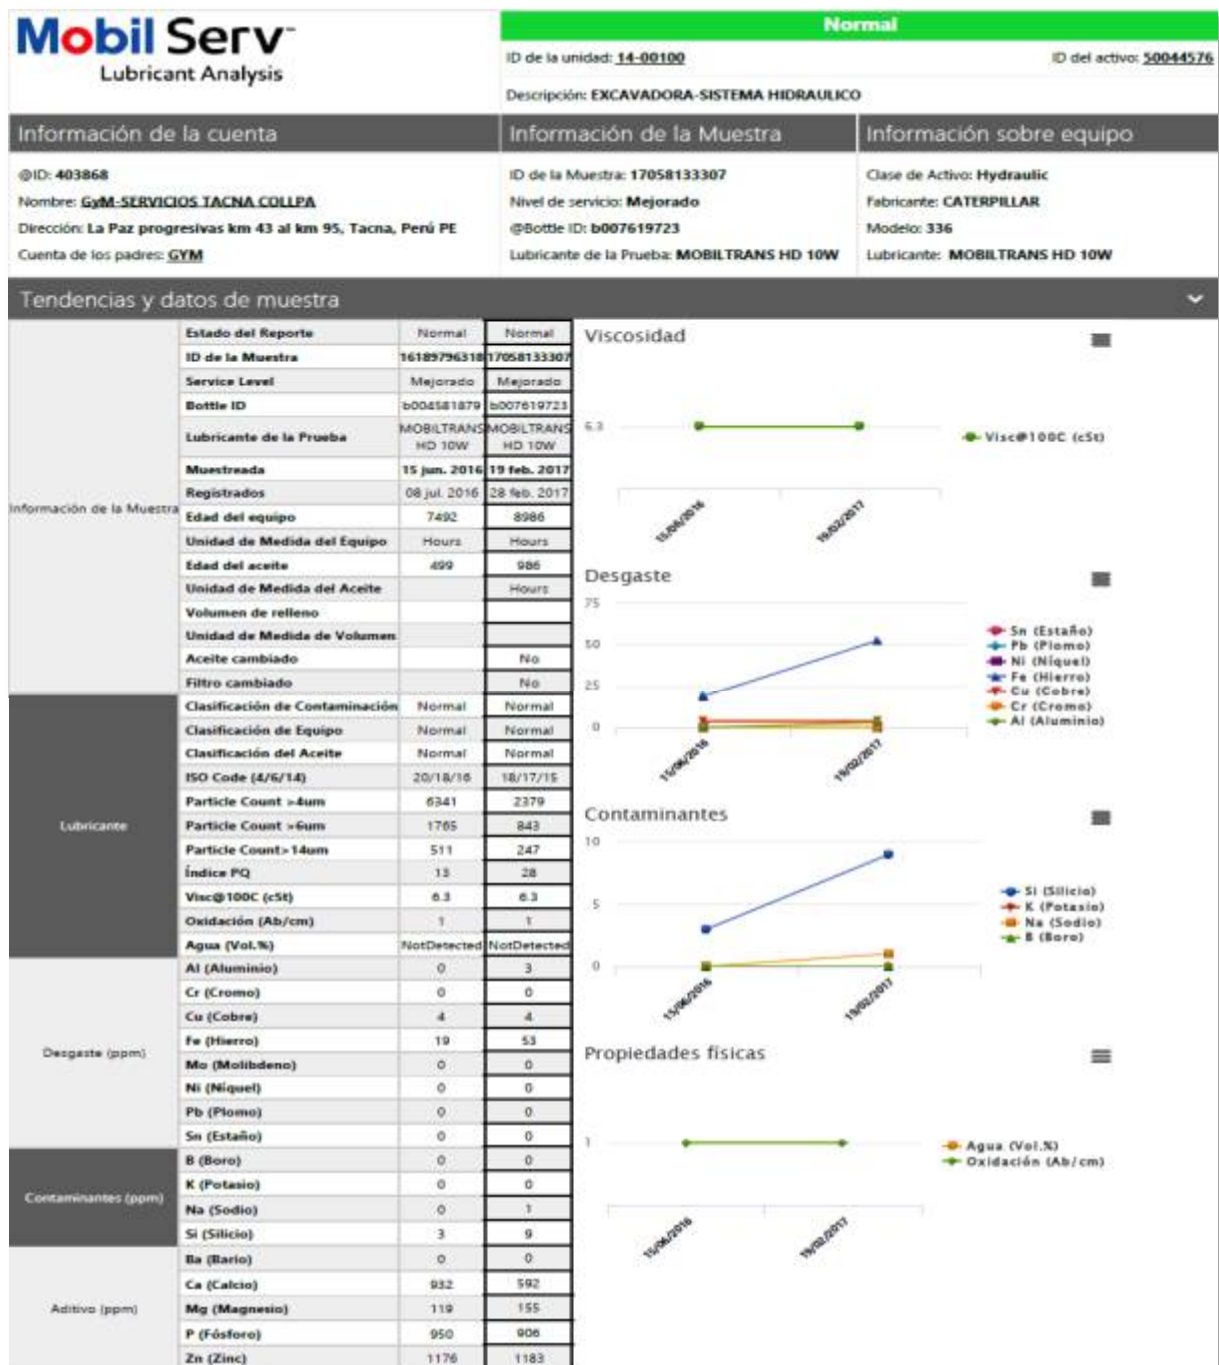 Mobil Serv
Lubricant Analysis
Normal
ID de la unidad: 14-00100 ID del activo: 50044576
Descripción: EXCAVADORA-SISTEMA HIDRAULICO
Información de la cuenta
Información de la Muestra
Información sobre equipo
@ID: 403868
Nombre: GyM-SERVICIOS TACNA COLLPA
Dirección: La Paz progresivas km 43 al km 95, Tacna, Perú PE
Cuenta de los padres: GYM
ID de la Muestra: 17058133307
Nivel de servicio: Mejorado
@Bottle ID: b007619723
Lubricante de la Prueba: MOBILTRANS HD 10W
Clase de Activo: Hydraulic
Fabricante: CATERPILLAR
Modelo: 336
Lubricante: MOBILTRANS HD 10W
Tendencias y datos de muestra
Información de la Muestra
Estado del Reporte Normal Normal
ID de la Muestra 16189796318 17058133307
Service Level Mejorado Mejorado
Bottle ID b004581879 b007619723
Lubricante de la Prueba MOBILTRANS HD 10W MOBILTRANS HD 10W
Muestreada 15 jun. 2016 19 feb. 2017
Registrados 08 jul. 2016 28 feb. 2017
Edad del equipo 7492 8986
Unidad de Medida del Equipo Hours Hours
Edad del aceite 499 986
Unidad de Medida del Aceite Hours
Volumen de relleno
Unidad de Medida de Volumen
Aceite cambiado No
Filtro cambiado No
Lubricante
Clasificación de Contaminación Normal Normal
Clasificación de Equipo Normal Normal
Clasificación del Aceite Normal Normal
ISO Code (4/6/14) 20/18/16 18/17/15
Particle Count >4um 6341 2379
Particle Count >6um 1765 843
Particle Count>14um 511 247
Índice PQ 13 28
Visc@100C (cSt) 6.3 6.3
Oxidación (Ab/cm) 1 1
Agua (Vol.%) NotDetected NotDetected
Desgaste (ppm)
Al (Aluminio) 0 3
Cr (Cromo) 0 0
Cu (Cobre) 4 4
Fe (Hierro) 19 53
Mo (Molibdeno) 0 0
Ni (Níquel) 0 0
Pb (Plomo) 0 0
Sn (Estaño) 0 0
Contaminantes (ppm)
B (Boro) 0 0
K (Potasio) 0 0
Na (Sodio) 0 1
Si (Silicio) 3 9
Aditivo (ppm)
Ba (Bario) 0 0
Ca (Calcio) 932 592
Mg (Magnesio) 119 155
P (Fósforo) 950 906
Zn (Zinc) 1176 1183
Viscosidad
6.3
Visc@100C (cSt)
15/06/2016 19/02/2017
Desgaste
75
50
25
0
Sn (Estaño)
Pb (Plomo)
Ni (Níquel)
Fe (Hierro)
Cu (Cobre)
Cr (Cromo)
Al (Aluminio)
15/06/2016 19/02/2017
Contaminantes
10
5
0
Si (Silicio)
K (Potasio)
Na (Sodio)
B (Boro)
15/06/2016 19/02/2017
Propiedades físicas
1
Agua (Vol.%)
Oxidación (Ab/cm)
15/06/2016 19/02/2017